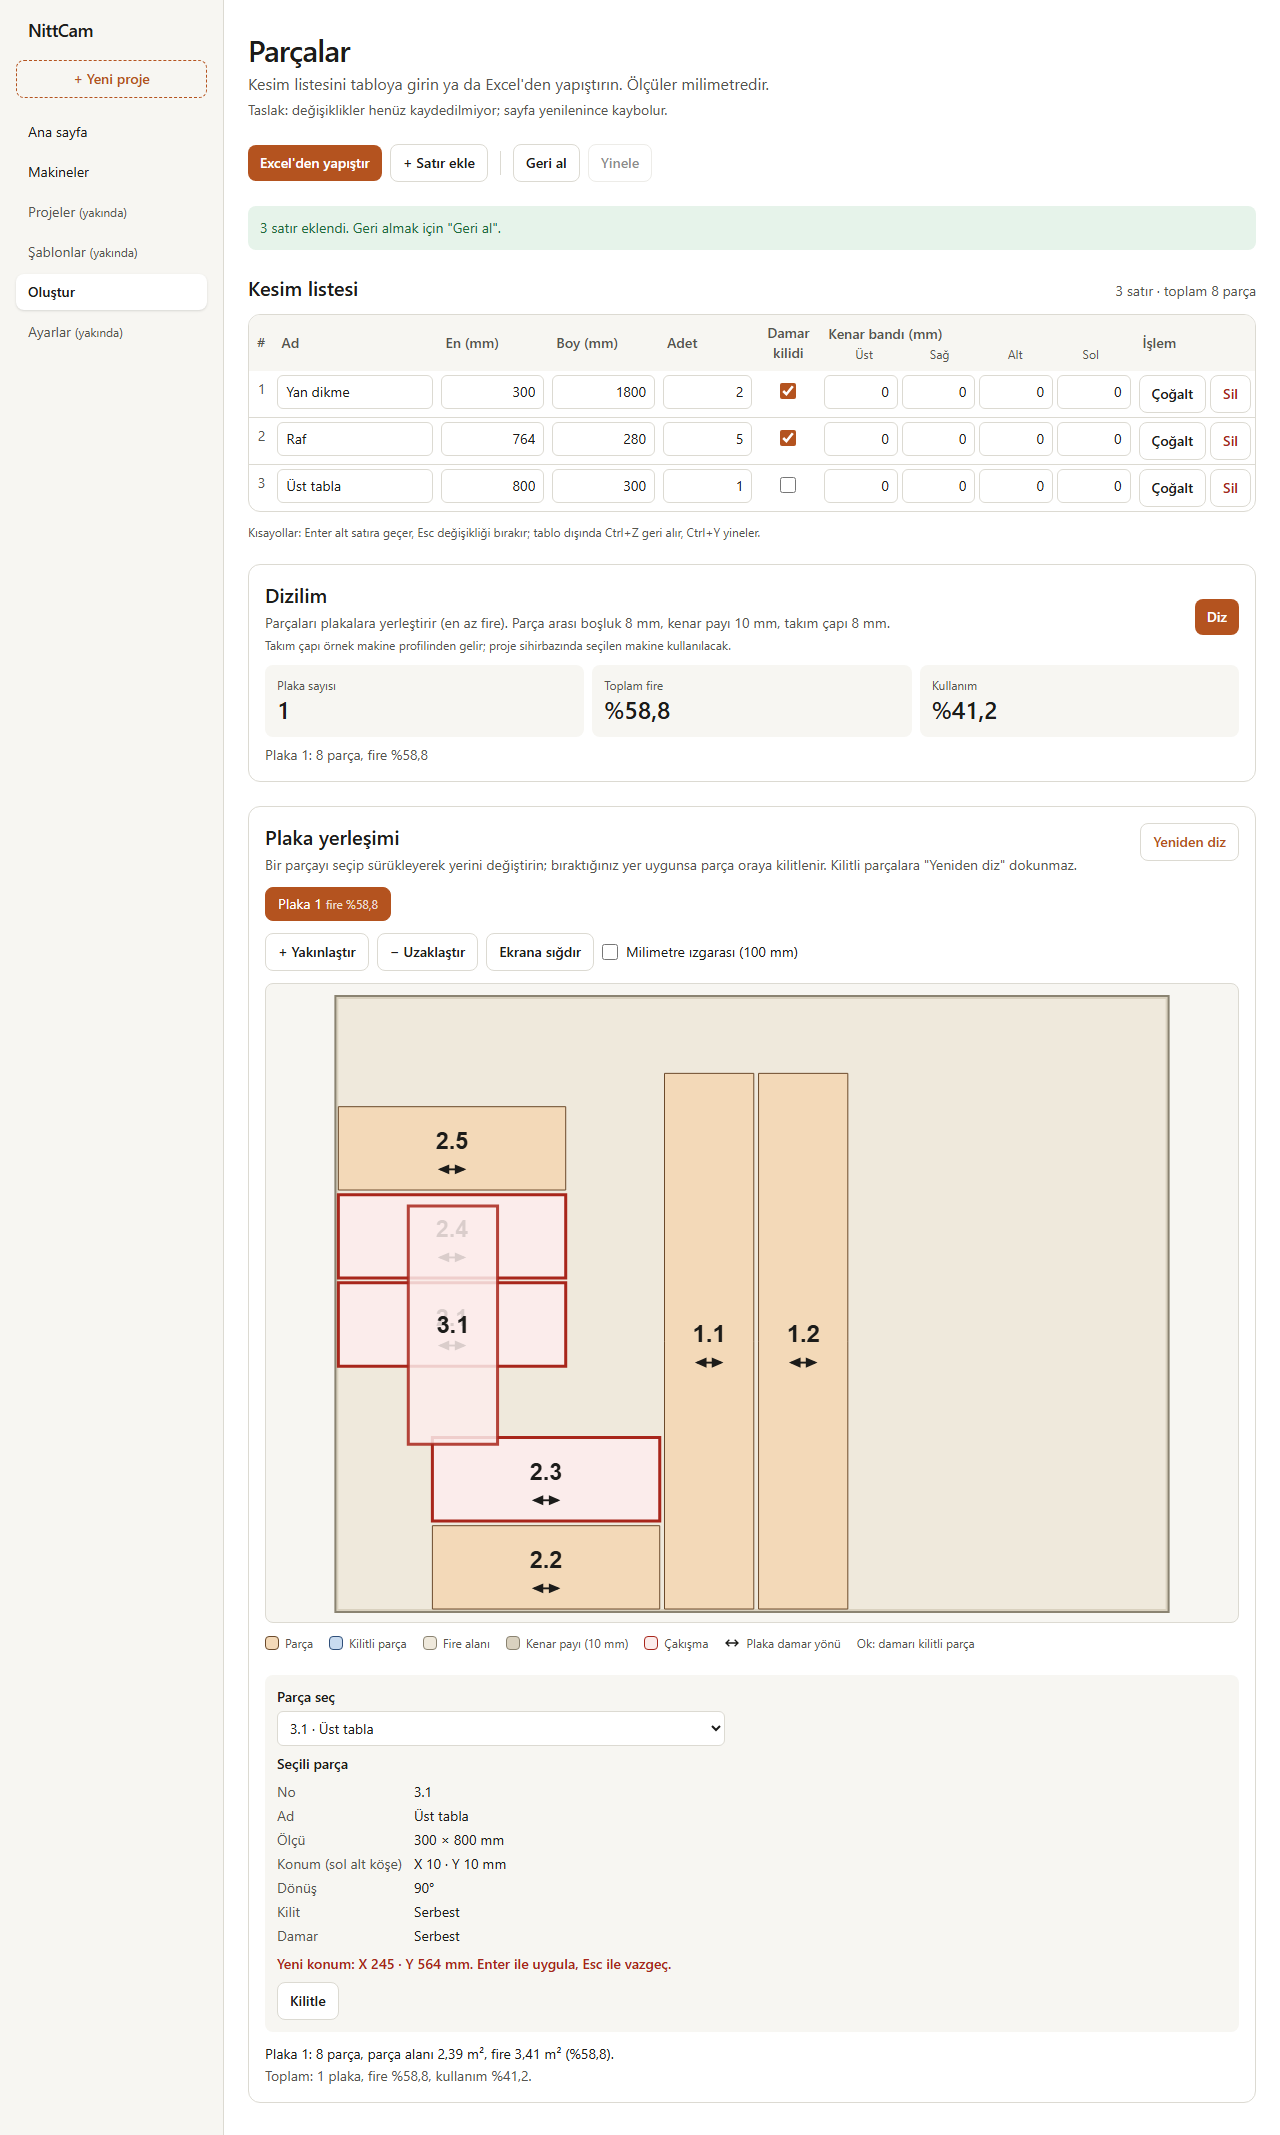 NittCam
+ Yeni proje
Ana sayfa
Makineler
Projeler (yakında)
Şablonlar (yakında)
Oluştur
Ayarlar (yakında)
Parçalar
Kesim listesini tabloya girin ya da Excel'den yapıştırın. Ölçüler milimetredir.
Taslak: değişiklikler henüz kaydedilmiyor; sayfa yenilenince kaybolur.
Excel'den yapıştır + Satır ekle Geri al Yinele
3 satır eklendi. Geri almak için "Geri al".
Kesim listesi 3 satır · toplam 8 parça
# Ad En (mm) Boy (mm) Adet Damar kilidi Kenar bandı (mm) İşlem
Üst Sağ Alt Sol
1 Yan dikme 300 1800 2 0 0 0 0 Çoğalt Sil
2 Raf 764 280 5 0 0 0 0 Çoğalt Sil
3 Üst tabla 800 300 1 0 0 0 0 Çoğalt Sil
Kısayollar: Enter alt satıra geçer, Esc değişikliği bırakır; tablo dışında Ctrl+Z geri alır, Ctrl+Y yineler.
Dizilim
Parçaları plakalara yerleştirir (en az fire). Parça arası boşluk 8 mm, kenar payı 10 mm, takım çapı 8 mm.
Takım çapı örnek makine profilinden gelir; proje sihirbazında seçilen makine kullanılacak.
Diz
Plaka sayısı
1
Toplam fire
%58,8
Kullanım
%41,2
Plaka 1: 8 parça, fire %58,8
Plaka yerleşimi
Yeniden diz
Bir parçayı seçip sürükleyerek yerini değiştirin; bıraktığınız yer uygunsa parça oraya kilitlenir. Kilitli parçalara "Yeniden diz" dokunmaz.
Plaka 1 fire %58,8
+ Yakınlaştır − Uzaklaştır Ekrana sığdır Milimetre ızgarası (100 mm)
2.5
2.4
3.1
1.1
1.2
2.3
2.2
Parça Kilitli parça Fire alanı Kenar payı (10 mm) Çakışma ↔ Plaka damar yönü Ok: damarı kilitli parça
Parça seç
3.1 · Üst tabla
Seçili parça
No 3.1
Ad Üst tabla
Ölçü 300 × 800 mm
Konum (sol alt köşe) X 10 · Y 10 mm
Dönüş 90°
Kilit Serbest
Damar Serbest
Yeni konum: X 245 · Y 564 mm. Enter ile uygula, Esc ile vazgeç.
Kilitle
Plaka 1: 8 parça, parça alanı 2,39 m², fire 3,41 m² (%58,8).
Toplam: 1 plaka, fire %58,8, kullanım %41,2.